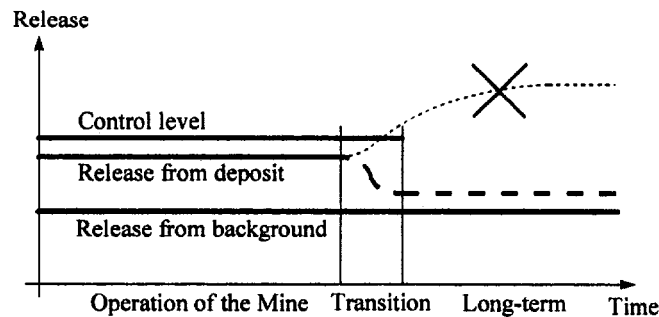 Release
Control level
Release from deposit
Release from background
Operation of the Mine Transition Long-term Time